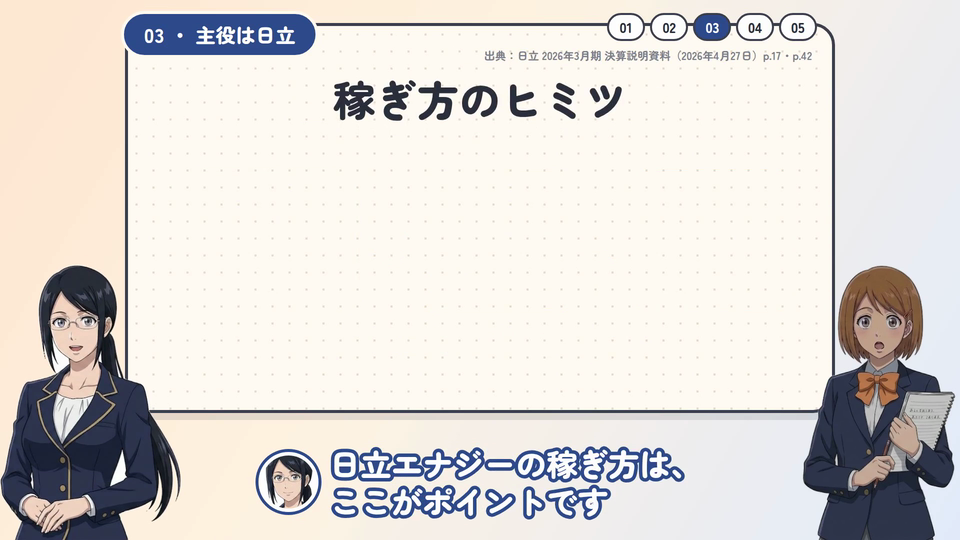 03 ・ 主役は日立
01 02 03 04 05
出典：日立 2026年3月期 決算説明資料（2026年4月27日）p.17・p.42
稼ぎ方のヒミツ
日立エナジーの稼ぎ方は、
ここがポイントです